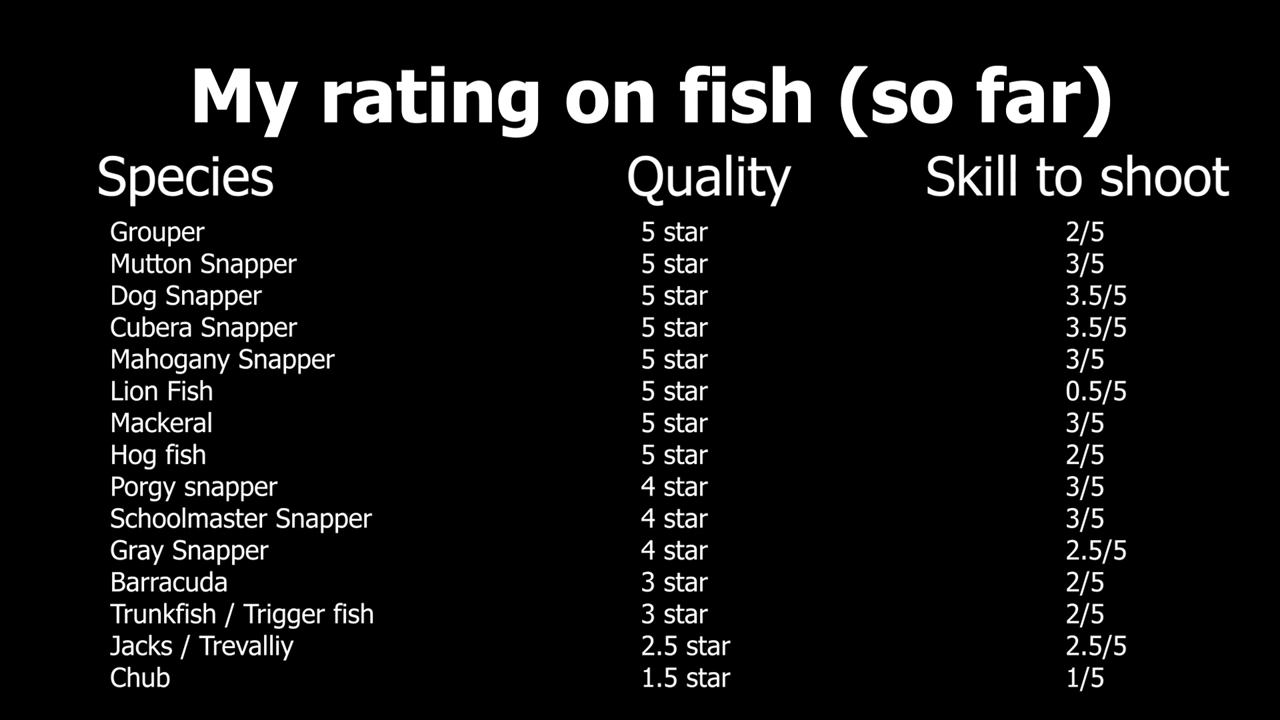 My rating on fish (so far)
Species Quality Skill to shoot
Grouper 5 star 2/5
Mutton Snapper 5 star 3/5
Dog Snapper 5 star 3.5/5
Cubera Snapper 5 star 3.5/5
Mahogany Snapper 5 star 3/5
Lion Fish 5 star 0.5/5
Mackeral 5 star 3/5
Hog fish 5 star 2/5
Porgy snapper 4 star 3/5
Schoolmaster Snapper 4 star 3/5
Gray Snapper 4 star 2.5/5
Barracuda 3 star 2/5
Trunkfish / Trigger fish 3 star 2/5
Jacks / Trevalliy 2.5 star 2.5/5
Chub 1.5 star 1/5